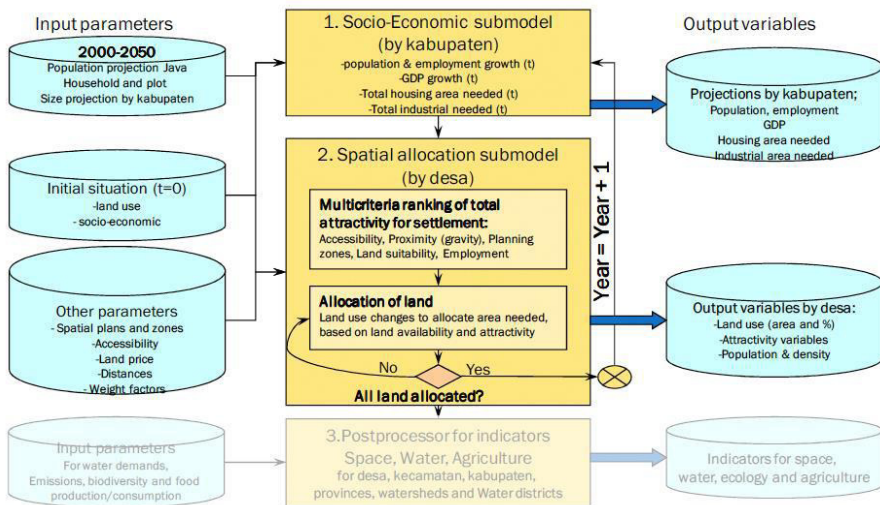 Input parameters
2000-2050
Population projection Java
Household and plot
Size projection by kabupaten
Initial situation (t=0)
-land use
- socio-economic
Other parameters
- Spatial plans and zones
- Accessibility
- Land price
- Distances
- Weight factors
Input parameters
For water demands,
Emissions, biodiversity and food
production/consumption
1. Socio-Economic submodel
(by kabupaten)
-population & employment growth (t)
-GDP growth (t)
-Total housing area needed (t)
-Total industrial needed (t)
2. Spatial allocation submodel
(by desa)
Multicriteria ranking of total
attractivity for settlement:
Accessibility, Proximity (gravity), Planning
zones, Land suitability, Employment
Allocation of land
Land use changes to allocate area needed,
based on land availability and attractivity
No
Yes
All land allocated?
3.Postprocessor for indicators
Space, Water, Agriculture
for desa, kecamatan, kabupaten,
provinces, watersheds and Water districts
Year = Year + 1
Output variables
Projections by kabupaten;
Population, employment
GDP
Housing area needed
Industrial area needed
Output variables by desa:
-Land use (area and %)
-Attractivity variables
-Population & density
Indicators for space,
water, ecology and agriculture